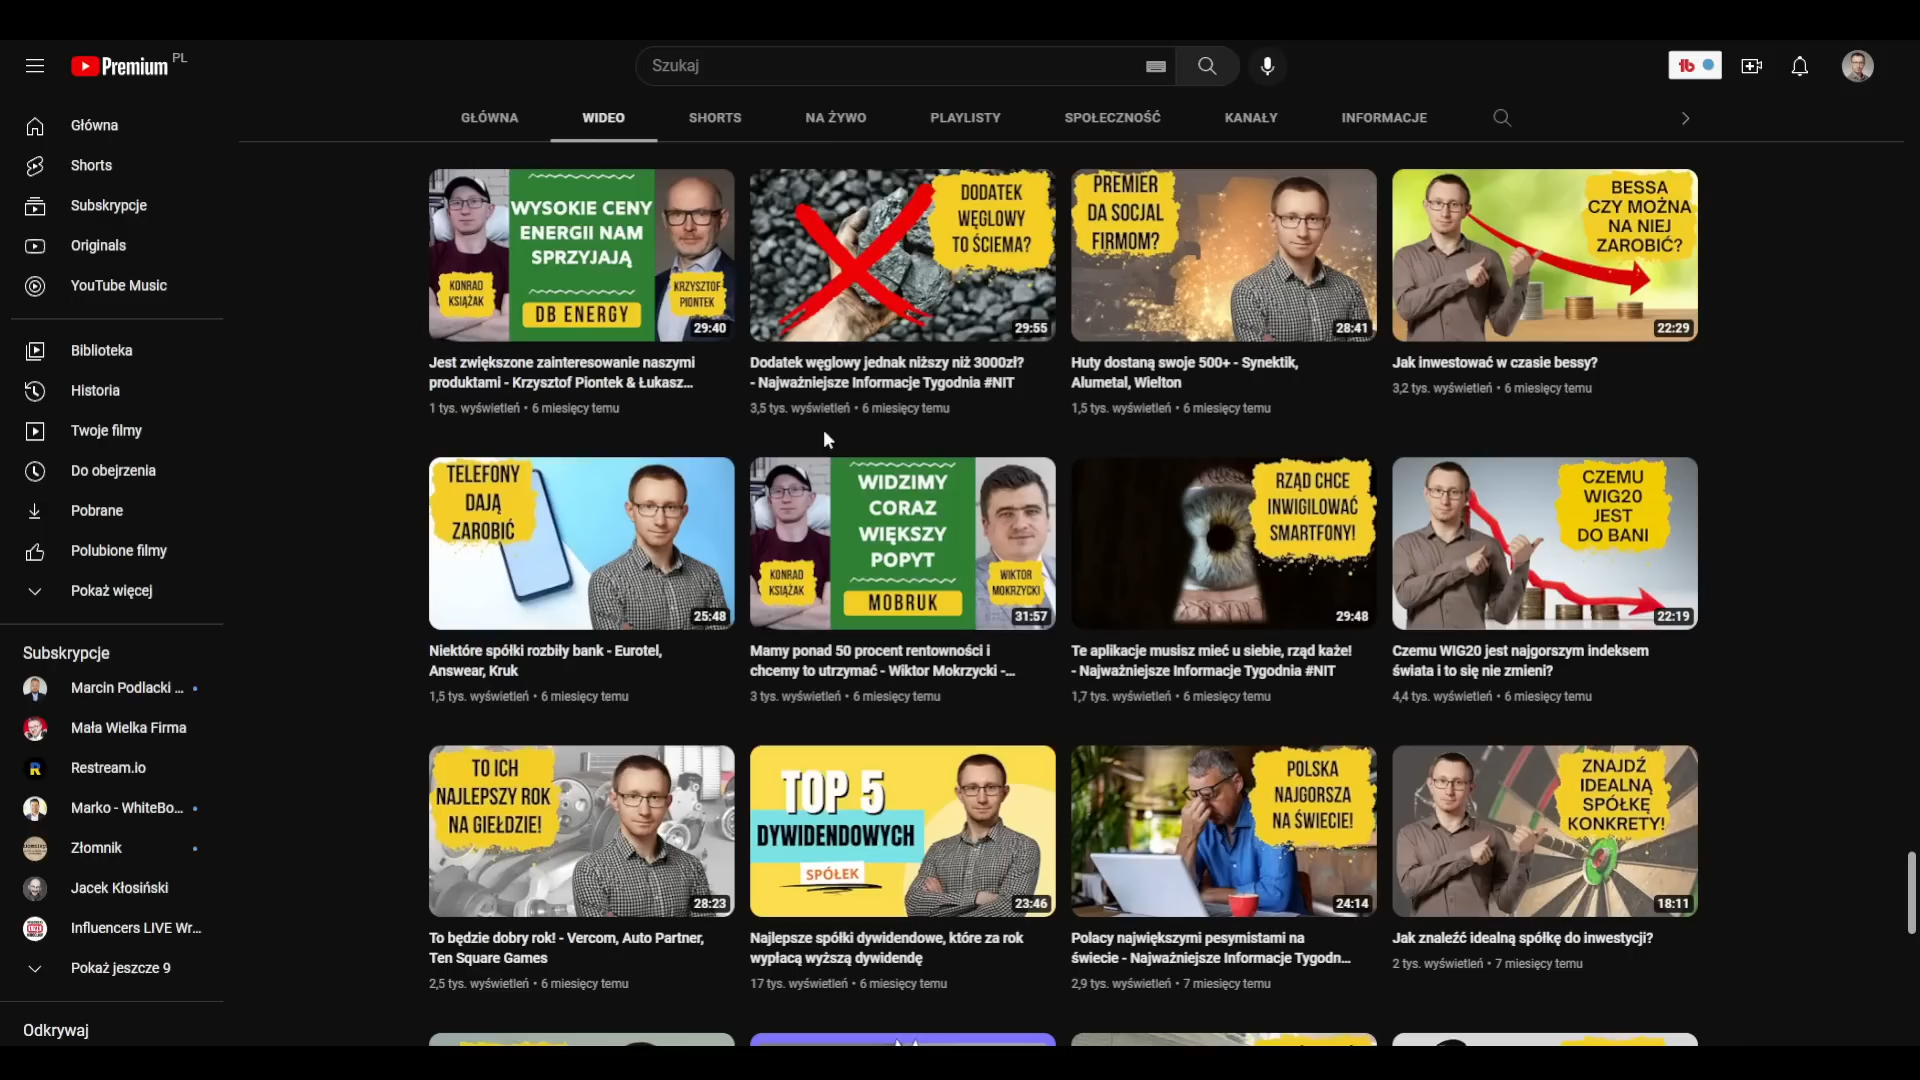 Premium PL
Szukaj
GŁÓWNA
WIDEO
SHORTS
NA ŻYWO
PLAYLISTY
SPOŁECZNOŚĆ
KANAŁY
INFORMACJE
Główna
Shorts
Subskrypcje
Originals
YouTube Music
Biblioteka
Historia
Twoje filmy
Do obejrzenia
Pobrane
Polubione filmy
Pokaż więcej
Subskrypcje
Marcin Podlacki ...
Mała Wielka Firma
Restream.io
Marko - WhiteBo...
Złomnik
Jacek Kłosiński
Influencers LIVE Wr...
Pokaż jeszcze 9
Odkrywaj
WYSOKIE CENY
ENERGII NAM
SPRZYJAJĄ
KONRAD
KSIĄŻAK
KRZYSZTOF
PIONTEK
DB ENERGY
29:40
Jest zwiększone zainteresowanie naszymi
produktami - Krzysztof Piontek & Łukasz...
1 tys. wyświetleń • 6 miesięcy temu
DODATEK
WĘGLOWY
TO ŚCIEMA?
29:55
Dodatek węglowy jednak niższy niż 3000zł?
- Najważniejsze Informacje Tygodnia #NIT
3,5 tys. wyświetleń • 6 miesięcy temu
PREMIER
DA SOCJAL
FIRMOM?
28:41
Huty dostaną swoje 500+ - Synektik,
Alumetal, Wielton
1,5 tys. wyświetleń • 6 miesięcy temu
BESSA
CZY MOŻNA
NA NIEJ
ZAROBIĆ?
22:29
Jak inwestować w czasie bessy?
3,2 tys. wyświetleń • 6 miesięcy temu
TELEFONY
DAJĄ
ZAROBIĆ
25:48
Niektóre spółki rozbiły bank - Eurotel,
Answear, Kruk
1,5 tys. wyświetleń • 6 miesięcy temu
WIDZIMY
CORAZ
WIĘKSZY
POPYT
KONRAD
KSIĄŻAK
WIKTOR
MOKRZYCKI
MOBRUK
31:57
Mamy ponad 50 procent rentowności i
chcemy to utrzymać - Wiktor Mokrzycki -...
3 tys. wyświetleń • 6 miesięcy temu
RZĄD CHCE
INWIGILOWAĆ
SMARTFONY!
29:48
Te aplikacje musisz mieć u siebie, rząd każe!
- Najważniejsze Informacje Tygodnia #NIT
1,7 tys. wyświetleń • 6 miesięcy temu
CZEMU
WIG20
JEST
DO BANI
22:19
Czemu WIG20 jest najgorszym indeksem
świata i to się nie zmieni?
4,4 tys. wyświetleń • 6 miesięcy temu
TO ICH
NAJLEPSZY ROK
NA GIEŁDZIE!
28:23
To będzie dobry rok! - Vercom, Auto Partner,
Ten Square Games
2,5 tys. wyświetleń • 6 miesięcy temu
TOP 5
DYWIDENDOWYCH
SPÓŁEK
23:46
Najlepsze spółki dywidendowe, które za rok
wypłacą wyższą dywidendę
17 tys. wyświetleń • 6 miesięcy temu
POLSKA
NAJGORSZA
NA ŚWIECIE!
24:14
Polacy największymi pesymistami na
świecie - Najważniejsze Informacje Tygodn...
2,9 tys. wyświetleń • 7 miesięcy temu
ZNAJDŹ
IDEALNĄ
SPÓŁKĘ
KONKRETY!
18:11
Jak znaleźć idealną spółkę do inwestycji?
2 tys. wyświetleń • 7 miesięcy temu